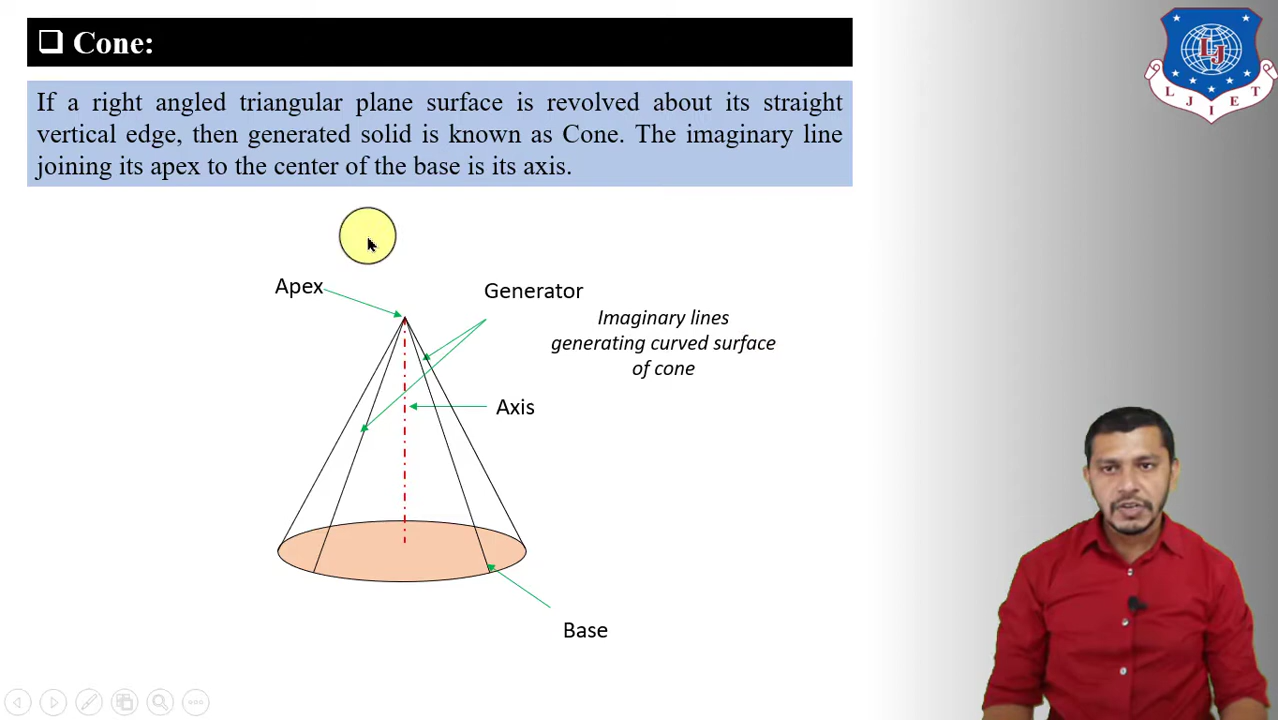 ❑ Cone:
If a right angled triangular plane surface is revolved about its straight
vertical edge, then generated solid is known as Cone. The imaginary line
joining its apex to the center of the base is its axis.
Apex
Generator
Imaginary lines
generating curved surface
of cone
Axis
Base
LJ
LJIET